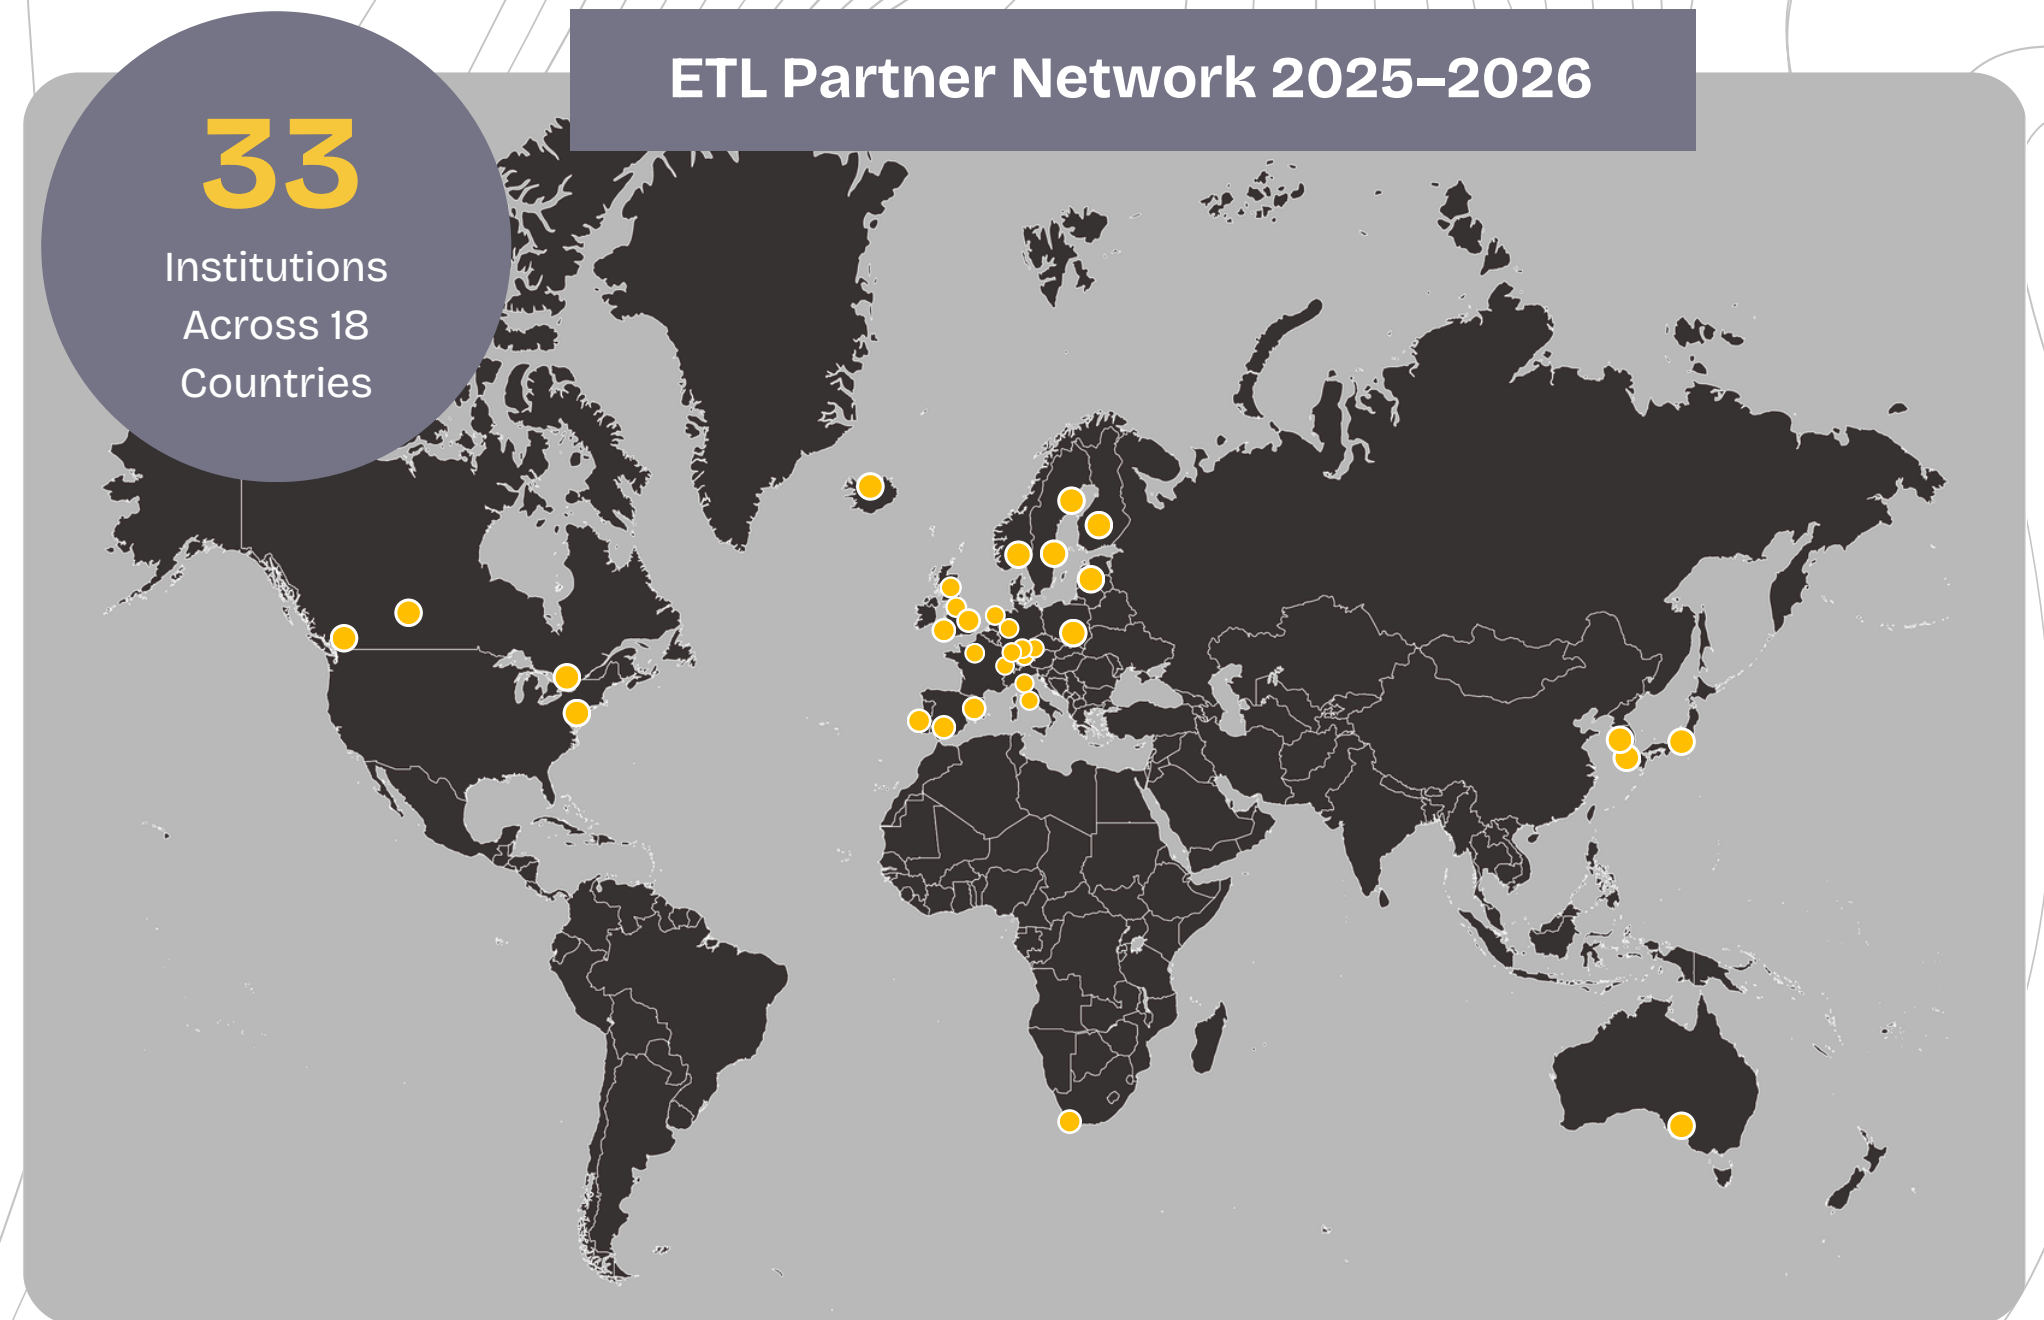 ETL Partner Network 2025–2026
33
Institutions
Across 18
Countries